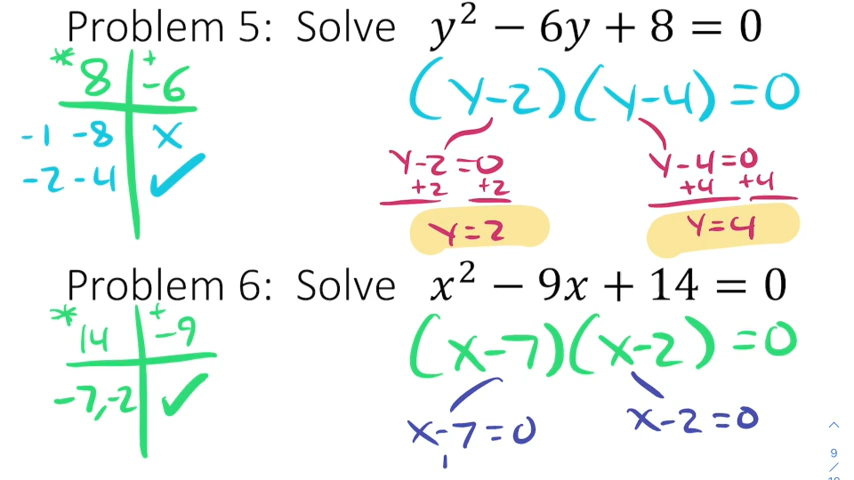 Problem 5: Solve y² − 6y + 8 = 0
* 8 + -6
(y-2)(y-4)=0
-1 -8 x
-2 -4 ✓
y-2=0 y-4=0
+2 +2 +4 +4
y=2 y=4
Problem 6: Solve x² − 9x + 14 = 0
* 14 + -9
(x-7)(x-2)=0
-7,-2 ✓
x-7=0 x-2=0
9
/